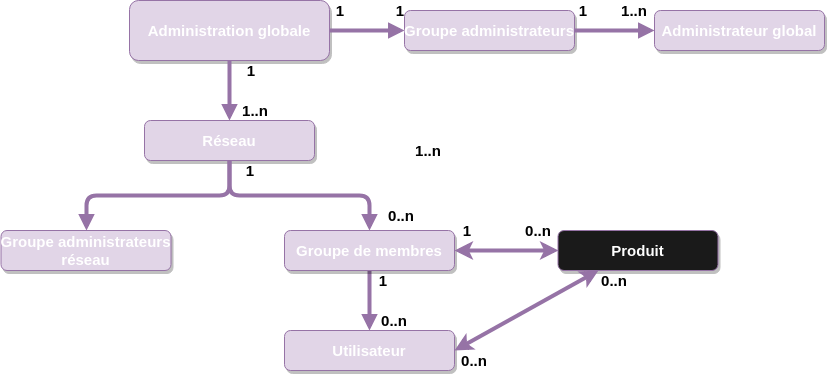 Administration globale
1
1
Groupe administrateurs
1
1..n
Administrateur global
1
1..n
Réseau
1
1..n
0..n
Groupe administrateurs
réseau
Groupe de membres
1
0..n
Produit
1
0..n
0..n
Utilisateur
0..n